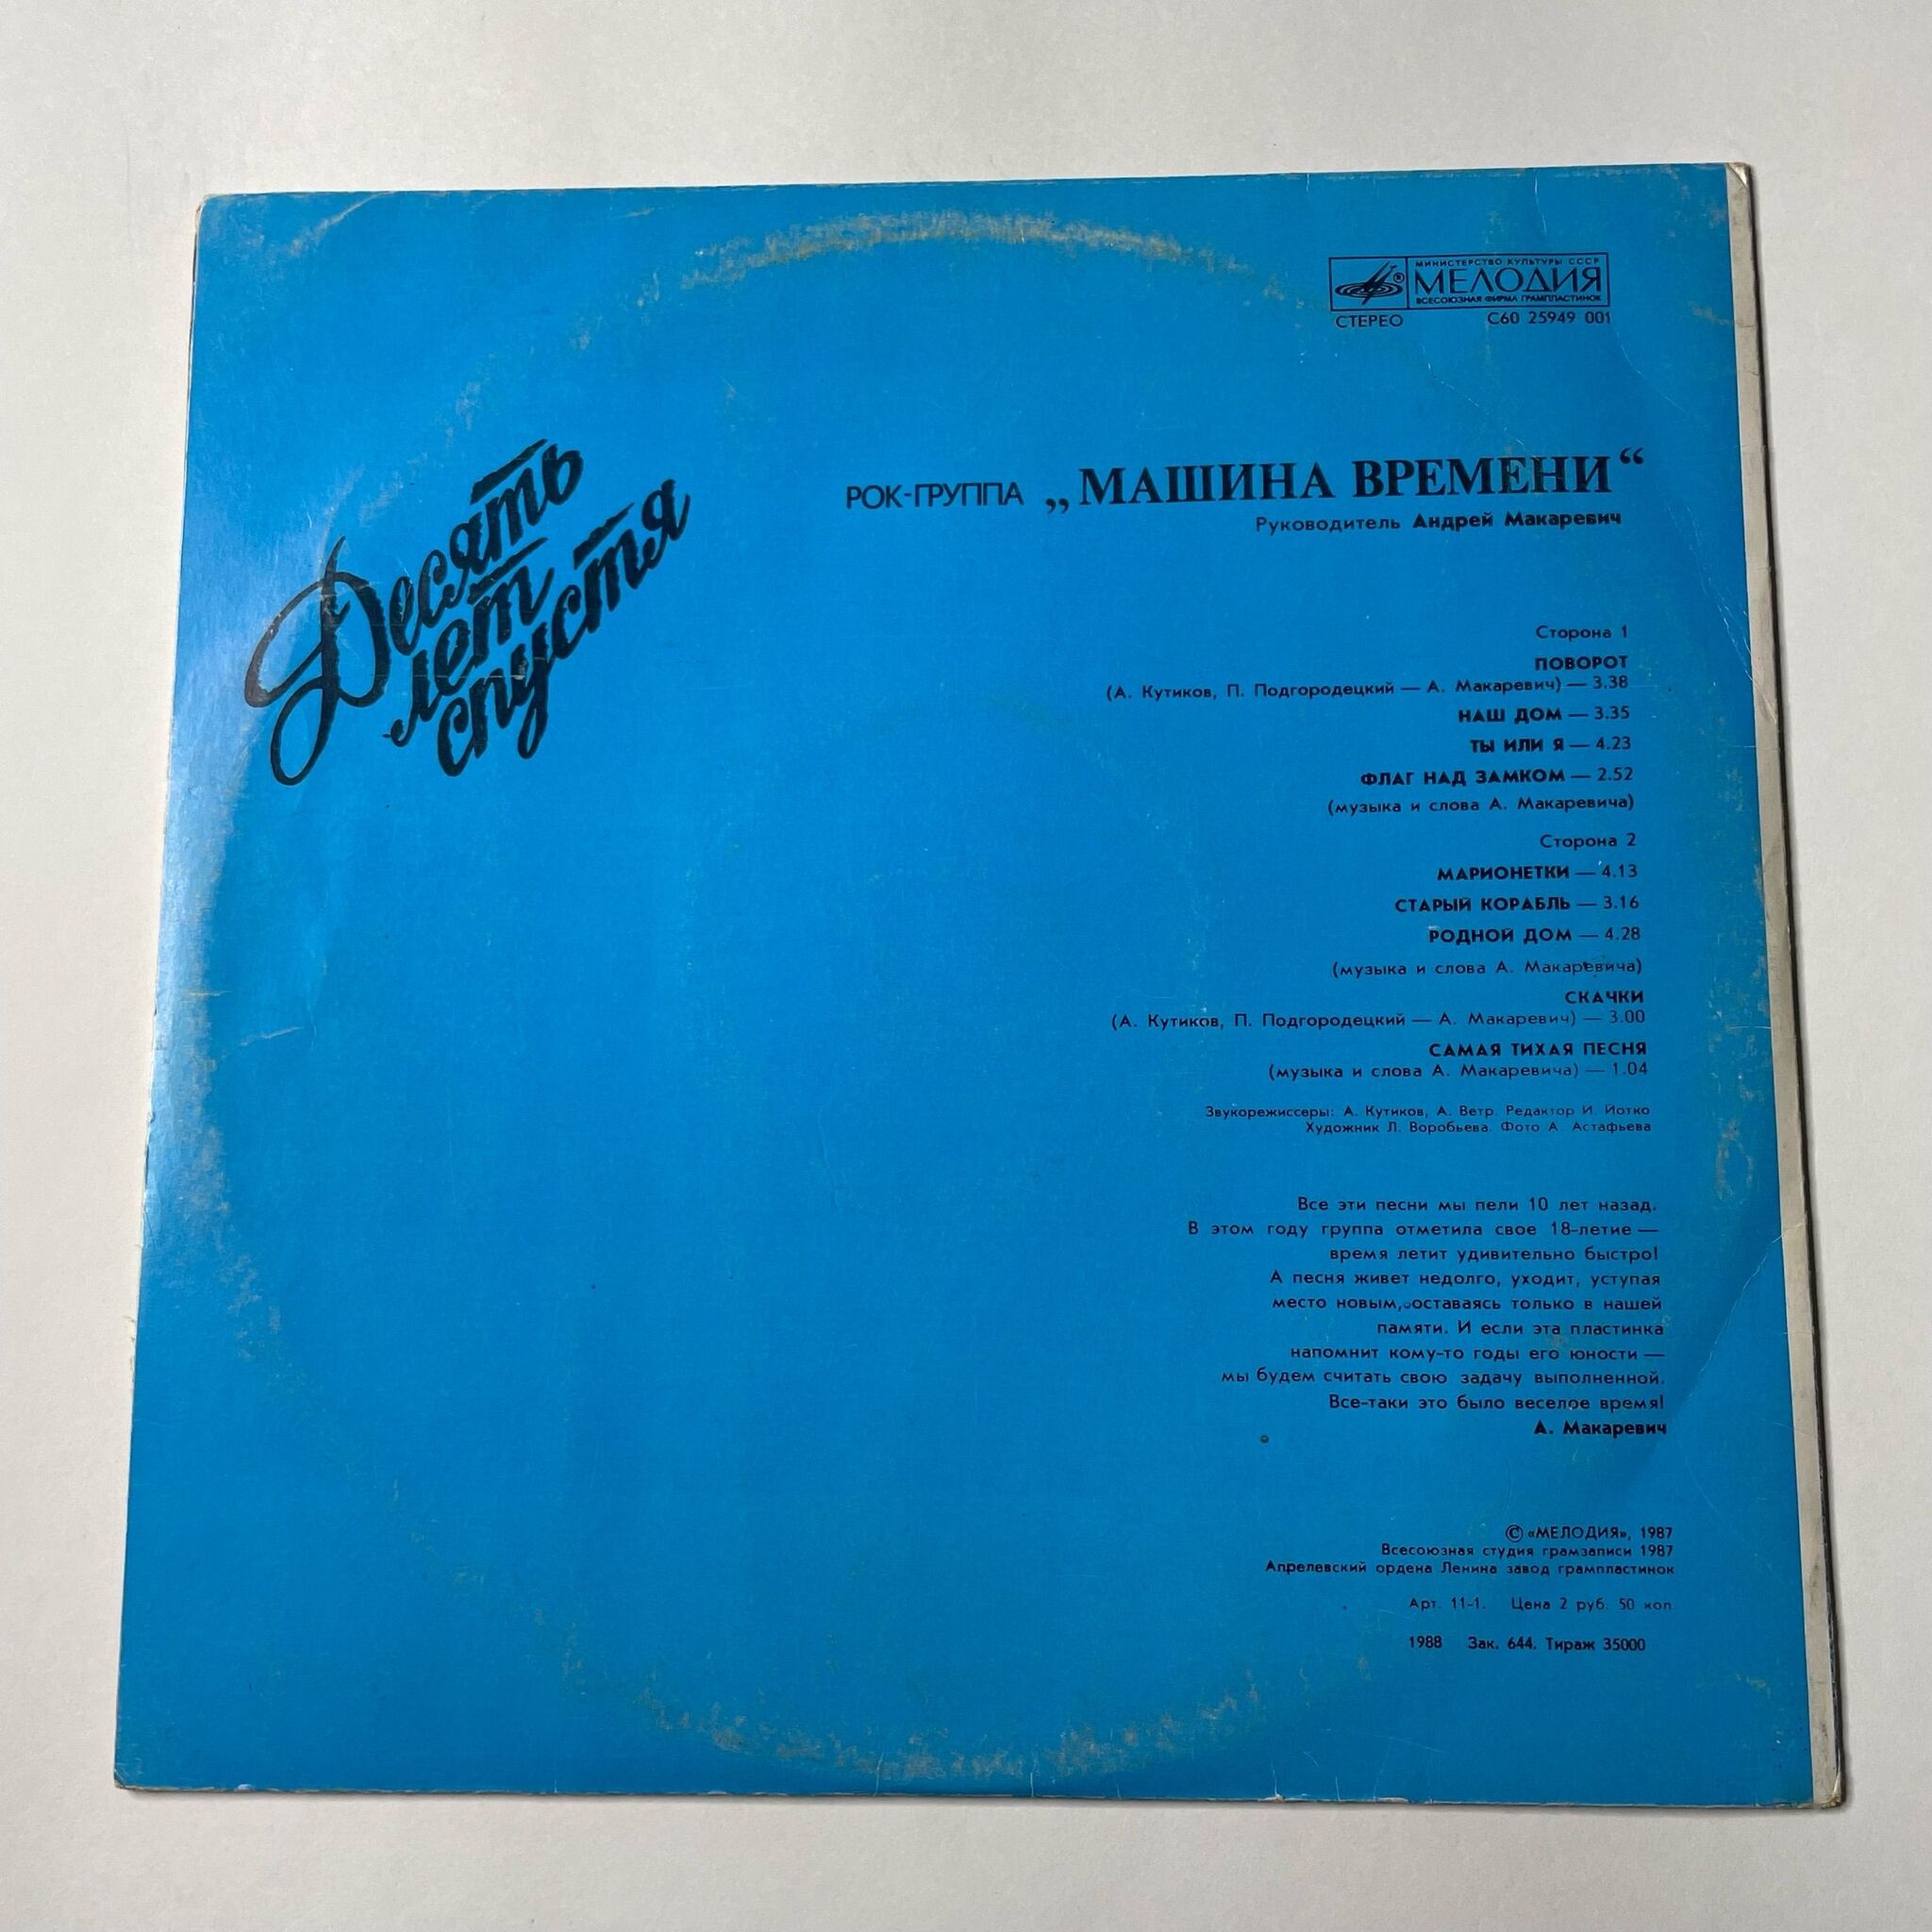 МИНИСТЕРСТВО КУЛЬТУРЫ СССР
МЕЛОДИЯ
ВСЕСОЮЗНАЯ ФИРМА ГРАМПЛАСТИНОК
СТЕРЕО С60 25949 001
Десять
лет
спустя
РОК-ГРУППА „МАШИНА ВРЕМЕНИ“
Руководитель Андрей Макаревич
Сторона 1
ПОВОРОТ
(А. Кутиков, П. Подгородецкий — А. Макаревич) — 3.38
НАШ ДОМ — 3.35
ТЫ ИЛИ Я — 4.23
ФЛАГ НАД ЗАМКОМ — 2.52
(музыка и слова А. Макаревича)
Сторона 2
МАРИОНЕТКИ — 4.13
СТАРЫЙ КОРАБЛЬ — 3.16
РОДНОЙ ДОМ — 4.28
(музыка и слова А. Макаревича)
СКАЧКИ
(А. Кутиков, П. Подгородецкий — А. Макаревич) — 3.00
САМАЯ ТИХАЯ ПЕСНЯ
(музыка и слова А. Макаревича) — 1.04
Звукорежиссеры: А. Кутиков, А. Ветр. Редактор И. Йотко
Художник Л. Воробьева. Фото А. Астафьева
Все эти песни мы пели 10 лет назад.
В этом году группа отметила свое 18-летие —
время летит удивительно быстро!
А песня живет недолго, уходит, уступая
место новым, оставаясь только в нашей
памяти. И если эта пластинка
напомнит кому-то годы его юности —
мы будем считать свою задачу выполненной.
Все-таки это было веселое время!
А. Макаревич
© «МЕЛОДИЯ», 1987
Всесоюзная студия грамзаписи 1987
Апрелевский ордена Ленина завод грампластинок
Арт. 11-1. Цена 2 руб. 50 коп.
1988 Зак. 644. Тираж 35000